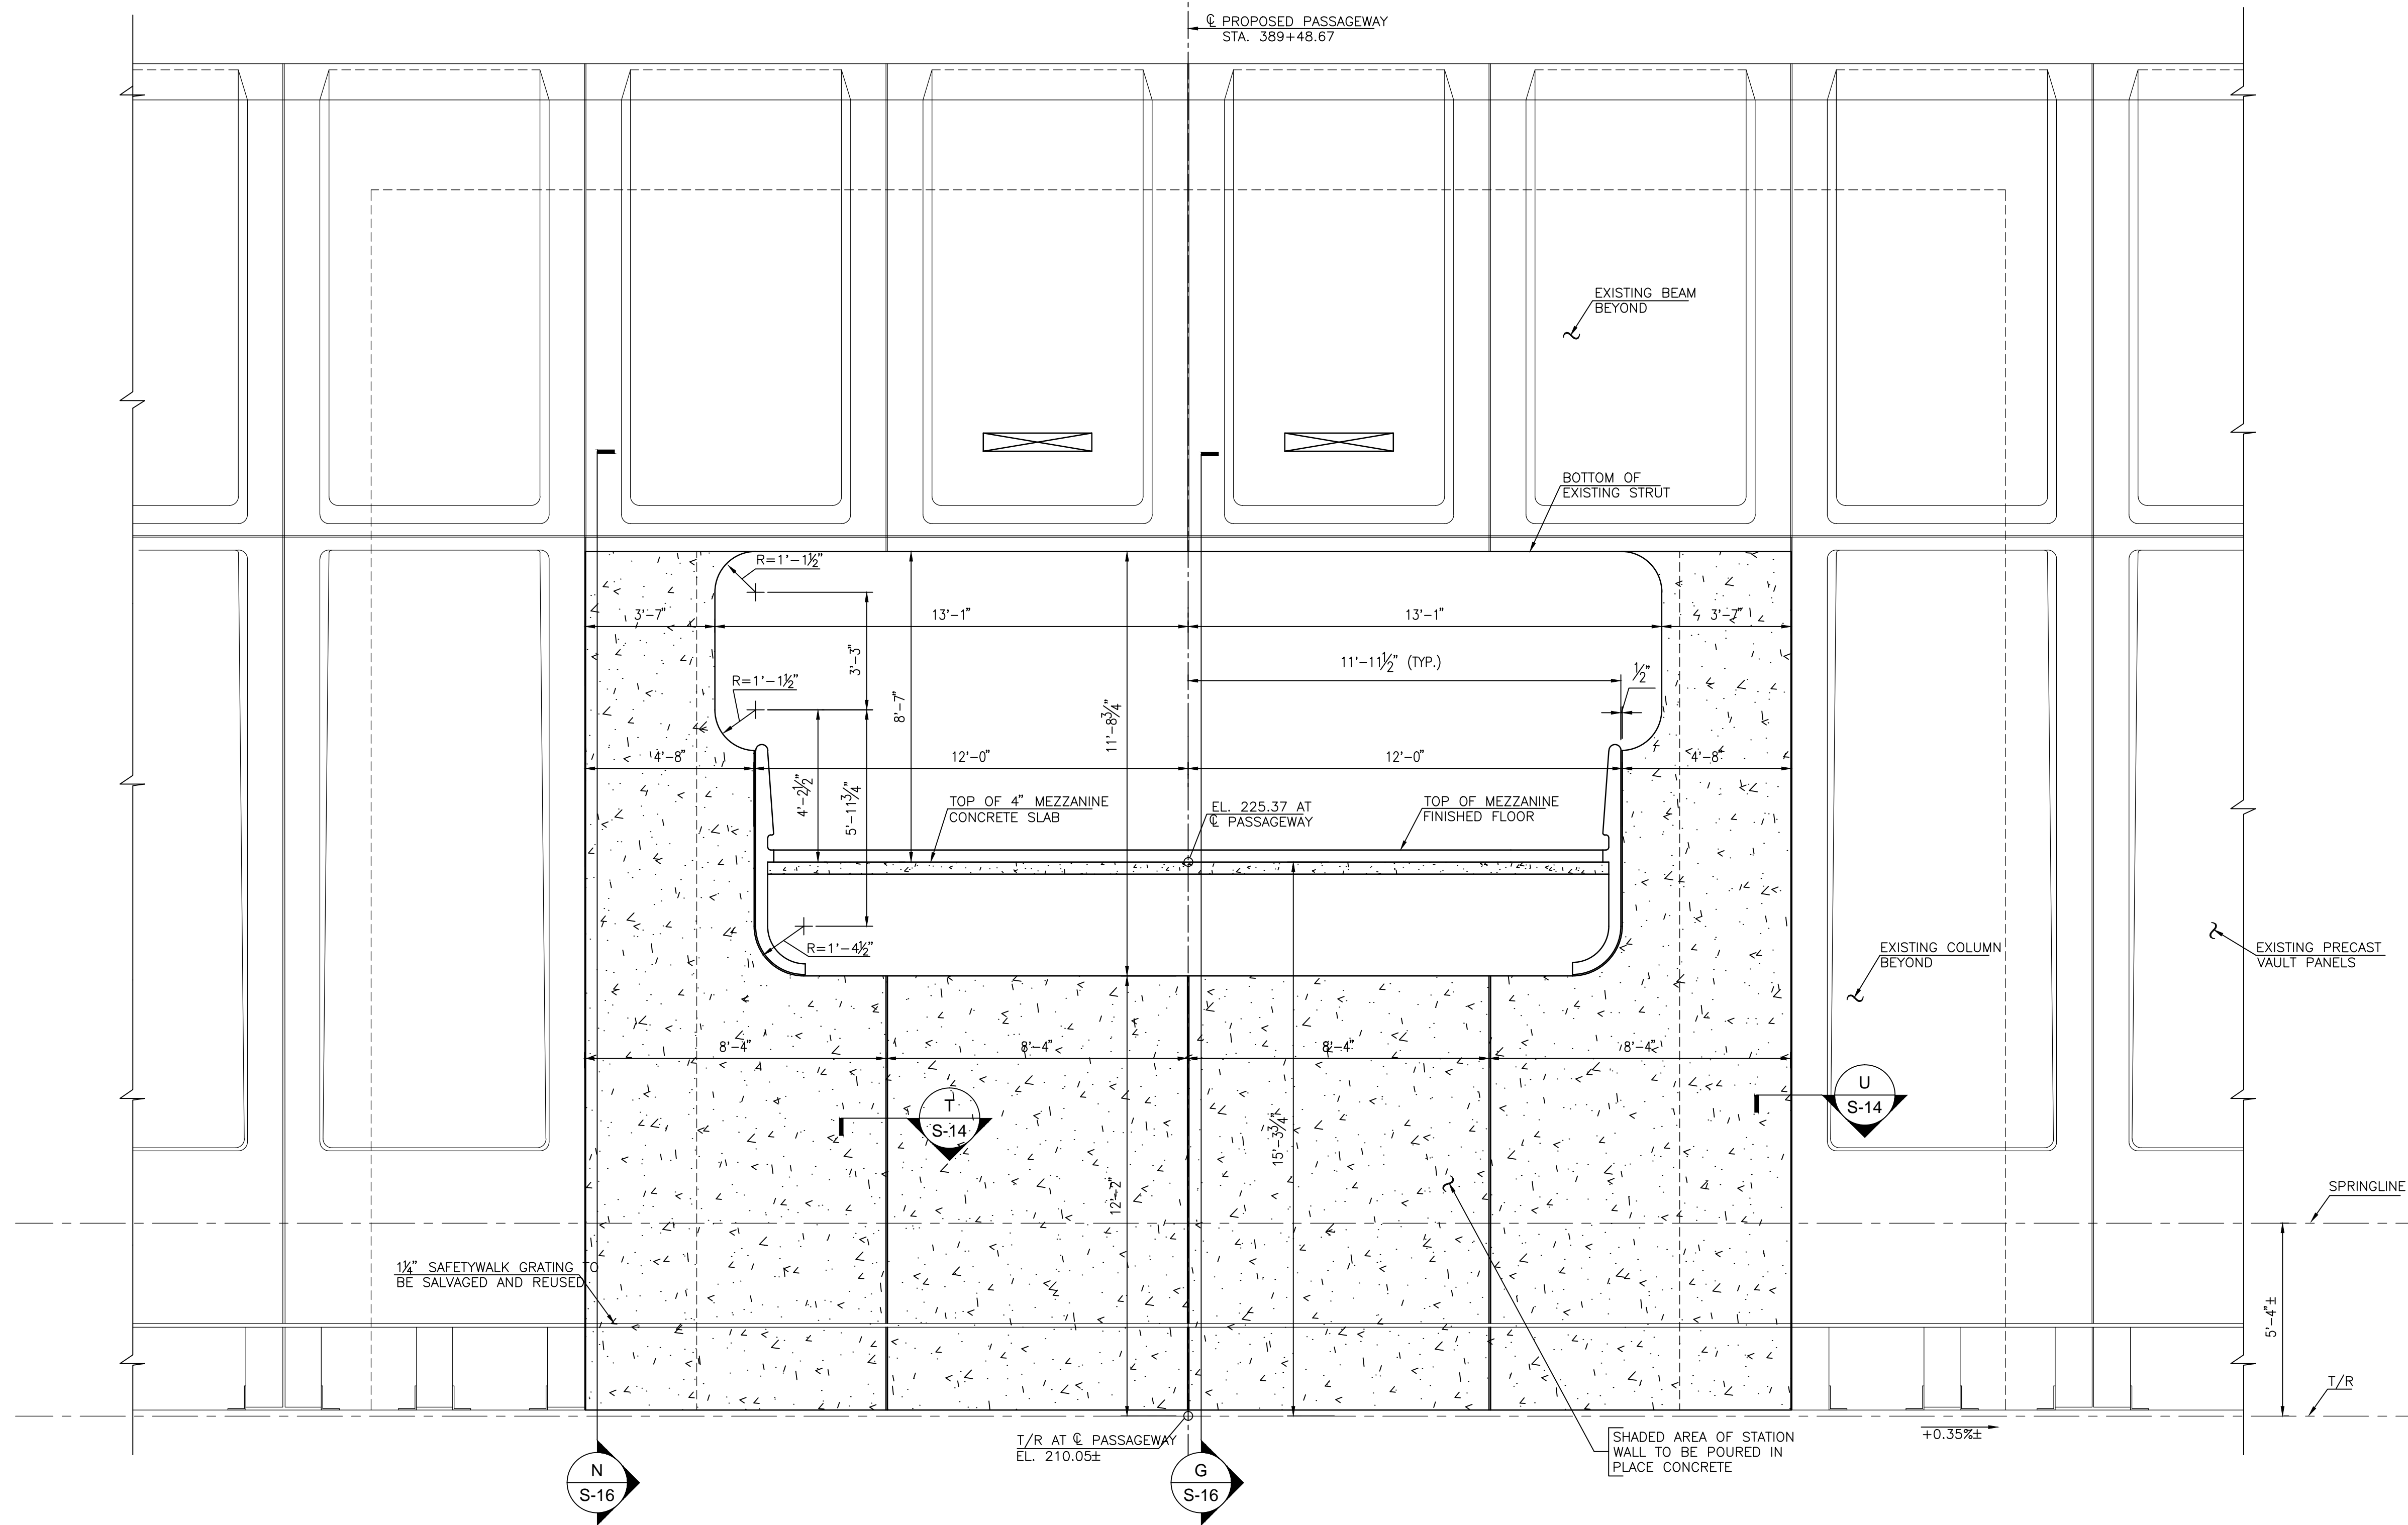 ℄ PROPOSED PASSAGEWAY
STA. 389+48.67
EXISTING BEAM
BEYOND
BOTTOM OF
EXISTING STRUT
R=1'-1½"
3'-7"
13'-1"
13'-1"
3'-7"
3'-3"
11'-11½" (TYP.)
½"
R=1'-1½"
8'-7"
11'-8¾"
4'-8"
12'-0"
12'-0"
4'-8"
4'-2½"
5'-11¾"
TOP OF 4" MEZZANINE
CONCRETE SLAB
EL. 225.37 AT
℄ PASSAGEWAY
TOP OF MEZZANINE
FINISHED FLOOR
R=1'-4½"
EXISTING COLUMN
BEYOND
EXISTING PRECAST
VAULT PANELS
8'-4"
8'-4"
8'-4"
8'-4"
T
S-14
U
S-14
15'-3¾"
12'-2"
SPRINGLINE
1¼" SAFETYWALK GRATING TO
BE SALVAGED AND REUSED
5'-4"±
T/R
T/R AT ℄ PASSAGEWAY
EL. 210.05±
SHADED AREA OF STATION
WALL TO BE POURED IN
PLACE CONCRETE
+0.35%±
N
S-16
G
S-16